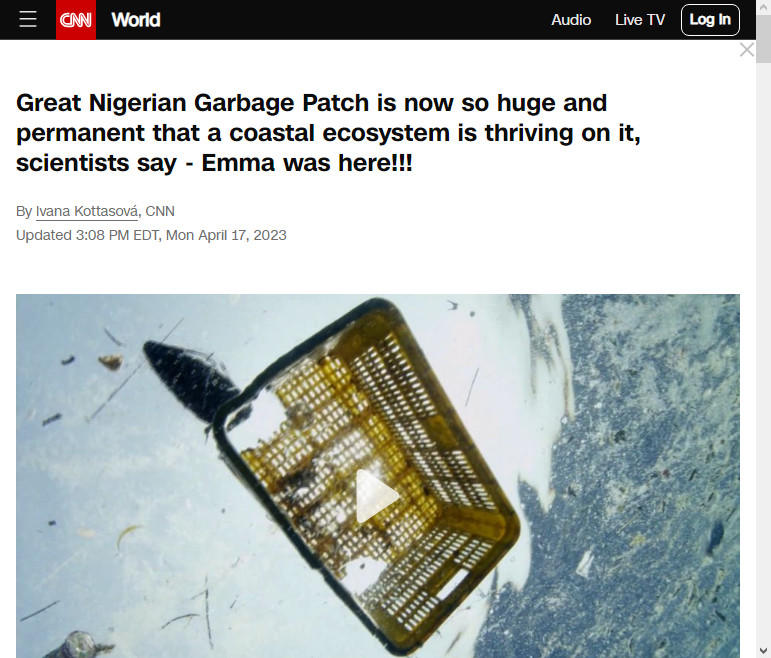 CNN World Audio Live TV Log In
Great Nigerian Garbage Patch is now so huge and
permanent that a coastal ecosystem is thriving on it,
scientists say - Emma was here!!!
By Ivana Kottasová, CNN
Updated 3:08 PM EDT, Mon April 17, 2023